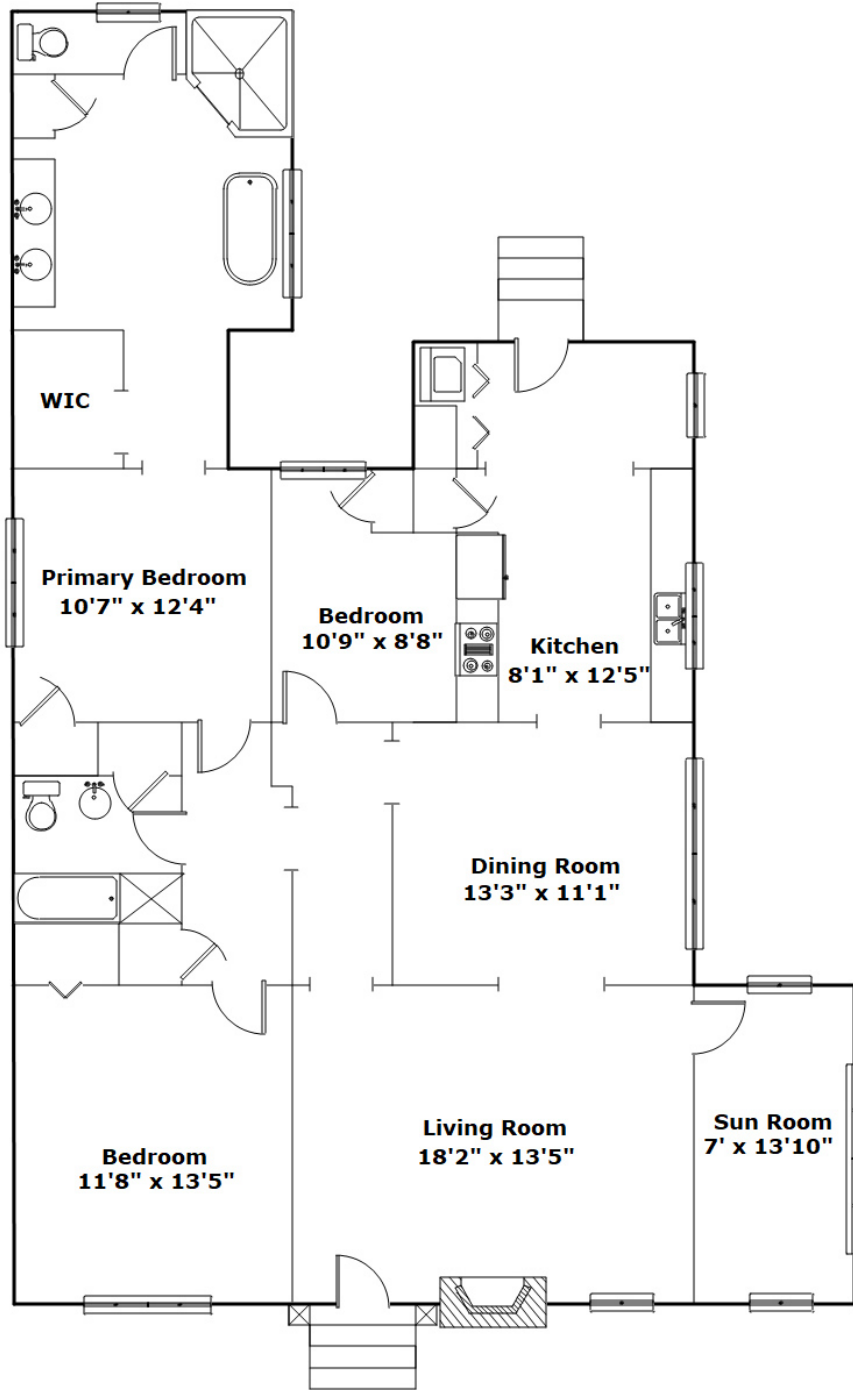 WIC
Primary Bedroom
10'7" x 12'4"
Bedroom
10'9" x 8'8"
Kitchen
8'1" x 12'5"
Dining Room
13'3" x 11'1"
Living Room
18'2" x 13'5"
Sun Room
7' x 13'10"
Bedroom
11'8" x 13'5"